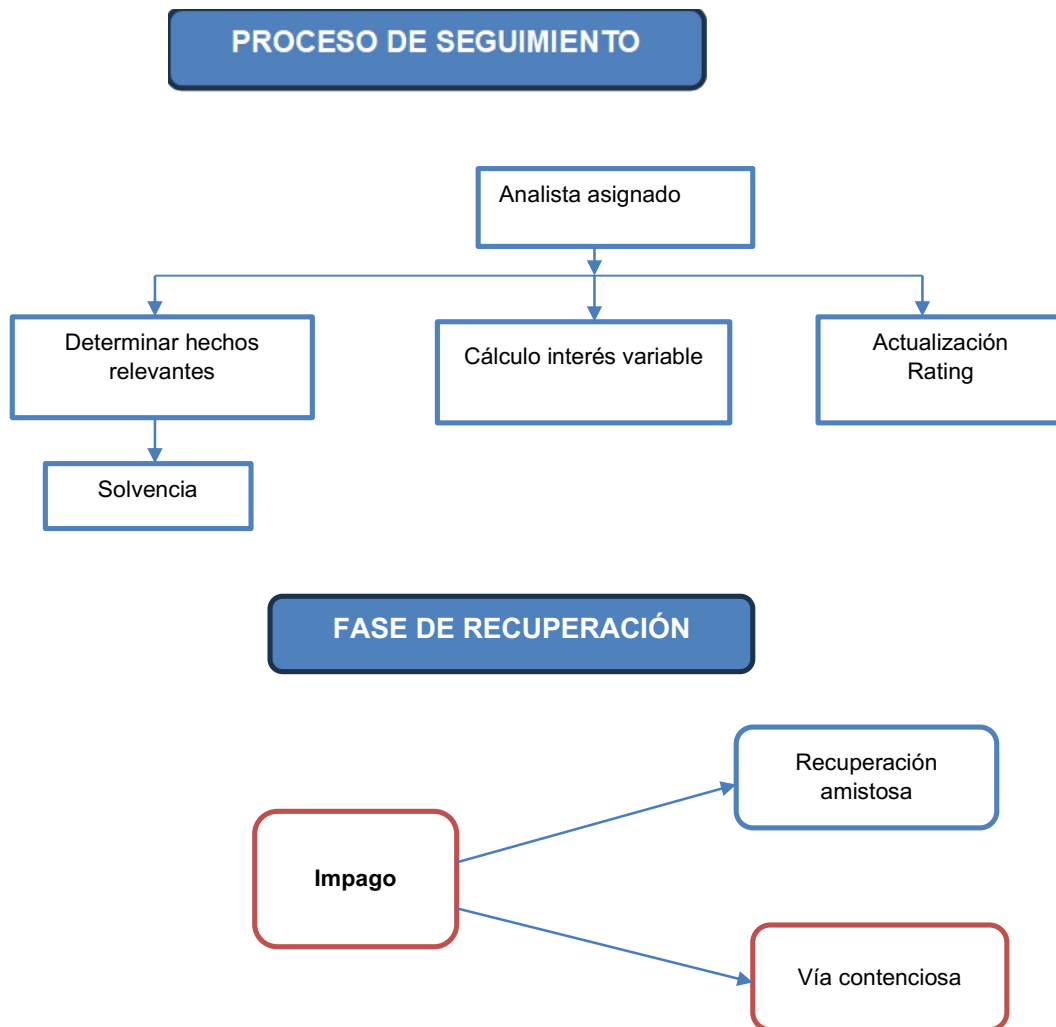 PROCESO DE SEGUIMIENTO
Analista asignado
Determinar hechos
relevantes
Cálculo interés variable
Actualización
Rating
Solvencia
FASE DE RECUPERACIÓN
Recuperación
amistosa
Impago
Vía contenciosa